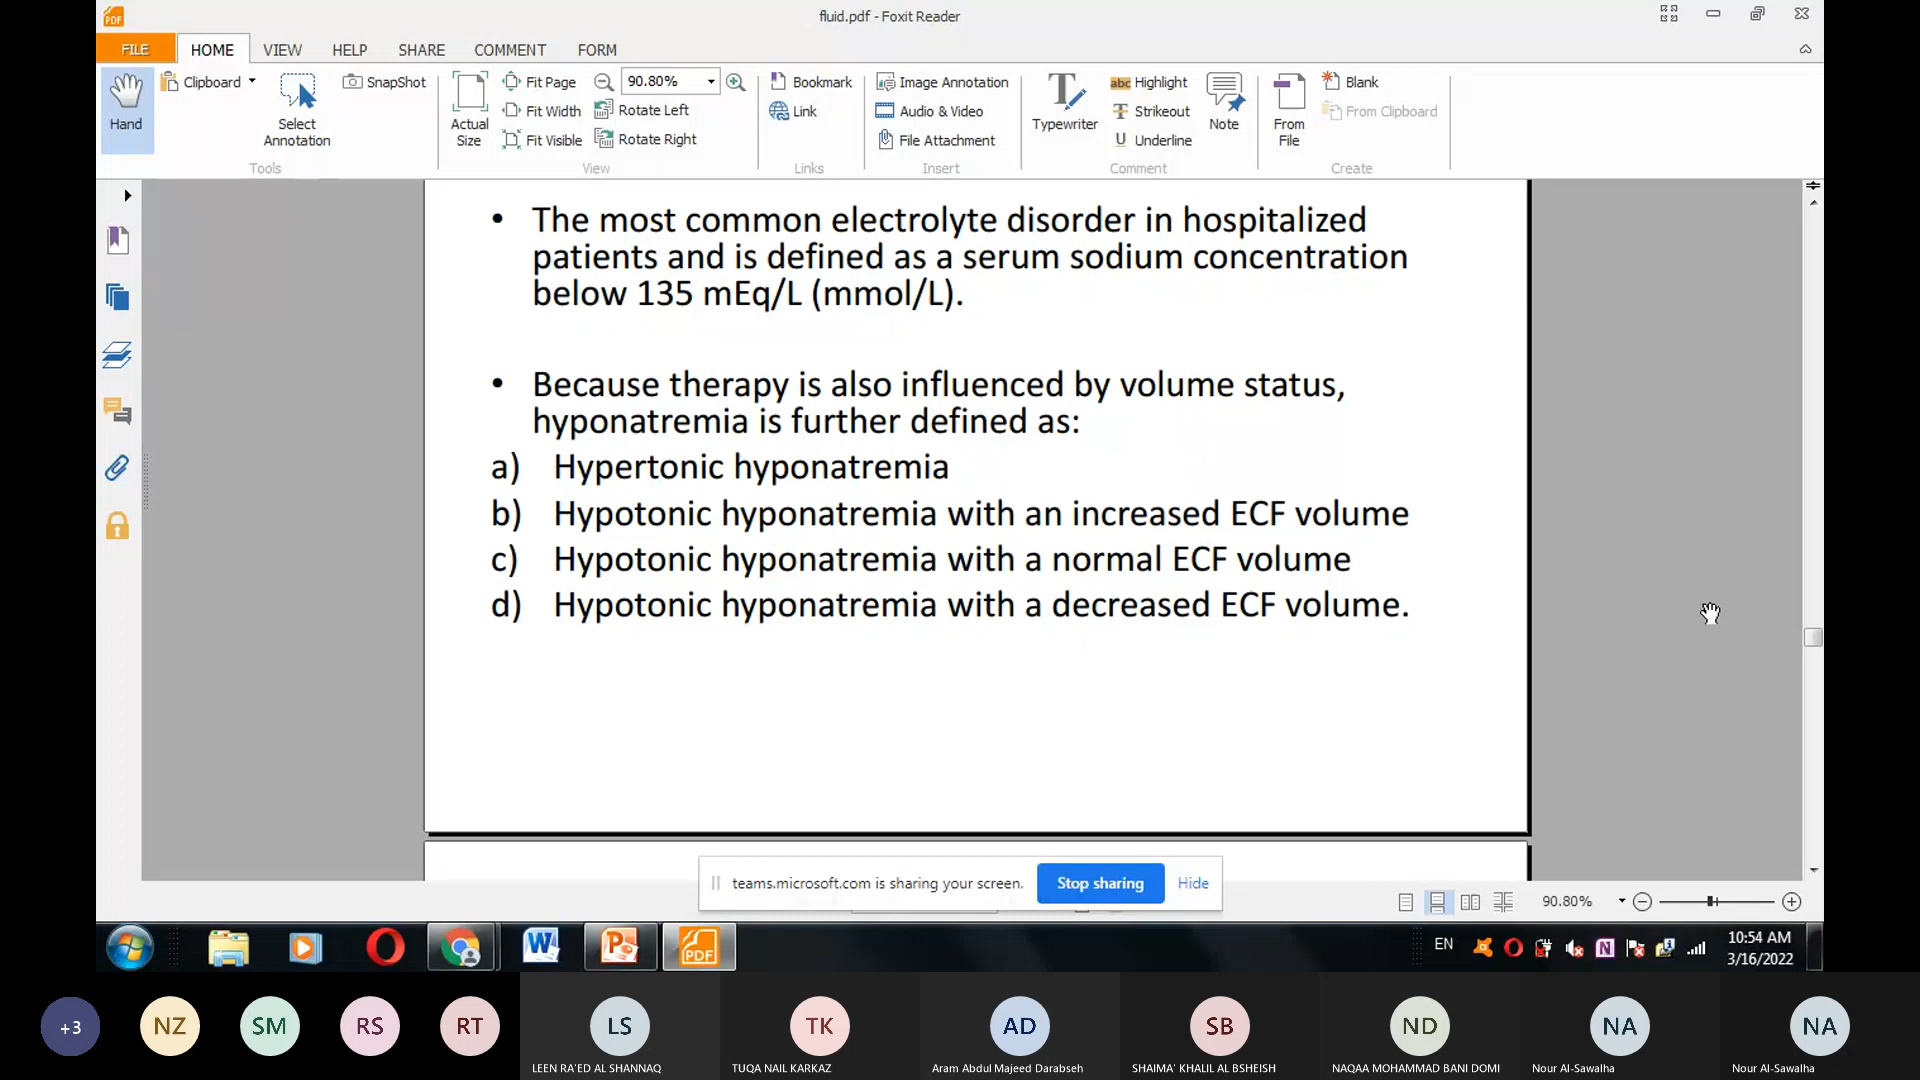 fluid.pdf - Foxit Reader
FILE HOME VIEW HELP SHARE COMMENT FORM
Hand
Clipboard
Select
Annotation
SnapShot
Tools
Actual
Size
Fit Page
Fit Width
Fit Visible
90.80%
Rotate Left
Rotate Right
View
Bookmark
Link
Links
Image Annotation
Audio & Video
File Attachment
Insert
Typewriter
abc Highlight
Strikeout
Underline
Note
Comment
From
File
Blank
From Clipboard
Create
• The most common electrolyte disorder in hospitalized
patients and is defined as a serum sodium concentration
below 135 mEq/L (mmol/L).
• Because therapy is also influenced by volume status,
hyponatremia is further defined as:
a) Hypertonic hyponatremia
b) Hypotonic hyponatremia with an increased ECF volume
c) Hypotonic hyponatremia with a normal ECF volume
d) Hypotonic hyponatremia with a decreased ECF volume.
teams.microsoft.com is sharing your screen. Stop sharing Hide
90.80%
EN
10:54 AM
3/16/2022
+3 NZ SM RS RT LS TK AD SB ND NA NA
LEEN RA'ED AL SHANNAQ TUQA NAIL KARKAZ Aram Abdul Majeed Darabseh SHAIMA' KHALIL AL BSHEISH NAQAA MOHAMMAD BANI DOMI Nour Al-Sawalha Nour Al-Sawalha